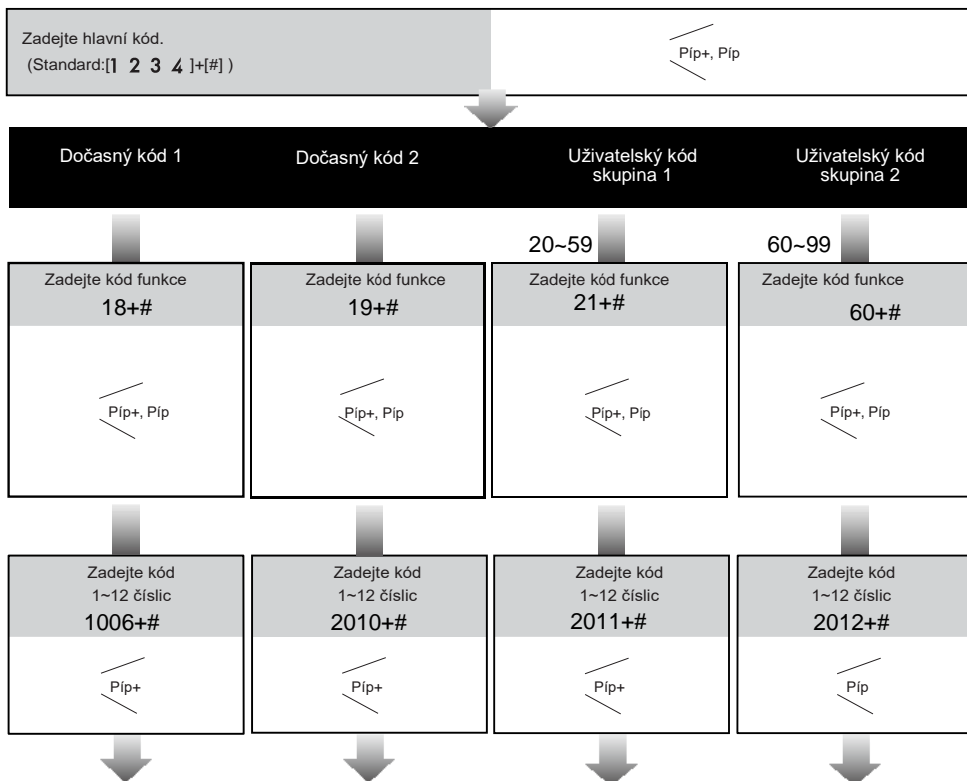 Zadejte hlavní kód.
(Standard:[1 2 3 4 ]+[#] )
Píp+, Píp
Dočasný kód 1
Dočasný kód 2
Uživatelský kód
skupina 1
Uživatelský kód
skupina 2
20~59
60~99
Zadejte kód funkce
18+#
Píp+, Píp
Zadejte kód funkce
19+#
Píp+, Píp
Zadejte kód funkce
21+#
Píp+, Píp
Zadejte kód funkce
60+#
Píp+, Píp
Zadejte kód
1~12 číslic
1006+#
Píp+
Zadejte kód
1~12 číslic
2010+#
Píp+
Zadejte kód
1~12 číslic
2011+#
Píp+
Zadejte kód
1~12 číslic
2012+#
Píp